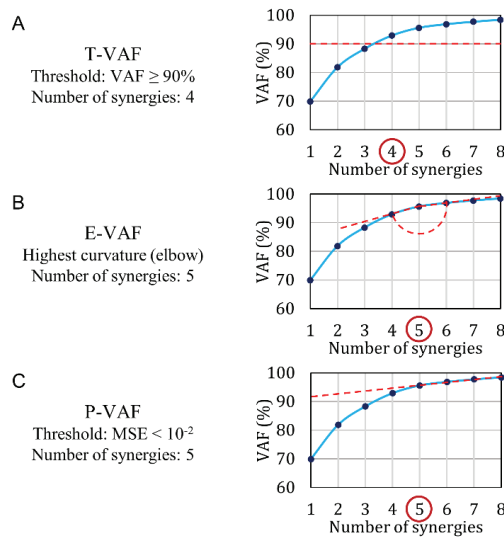 A
T-VAF
Threshold: VAF ≥ 90%
Number of synergies: 4
VAF (%)
100
90
80
70
60
1 2 3 4 5 6 7 8
Number of synergies
B
E-VAF
Highest curvature (elbow)
Number of synergies: 5
VAF (%)
100
90
80
70
60
1 2 3 4 5 6 7 8
Number of synergies
C
P-VAF
Threshold: MSE < 10⁻²
Number of synergies: 5
VAF (%)
100
90
80
70
60
1 2 3 4 5 6 7 8
Number of synergies